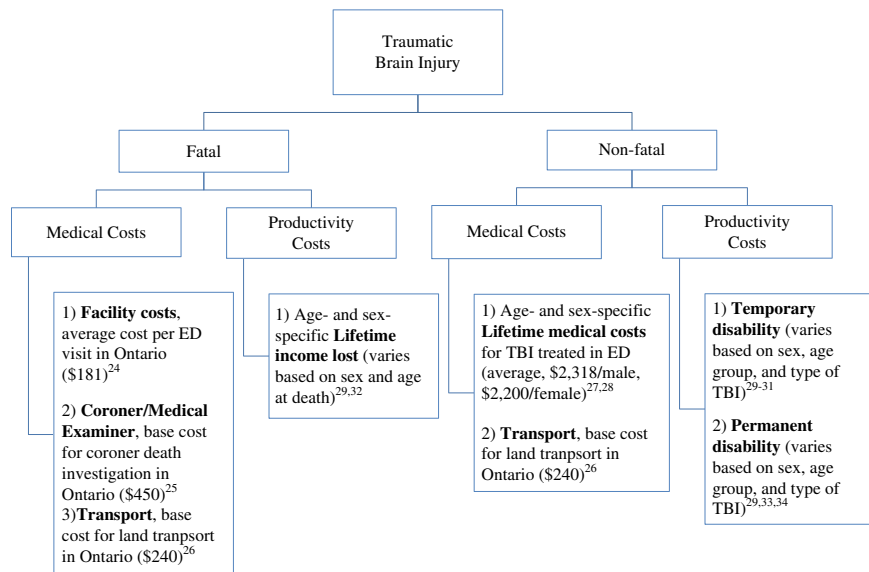 Traumatic
Brain Injury
Fatal
Non-fatal
Medical Costs
Productivity
Costs
Medical Costs
Productivity
Costs
1) Facility costs,
average cost per ED
visit in Ontario
($181)24
2) Coroner/Medical
Examiner, base cost
for coroner death
investigation in
Ontario ($450)25
3)Transport, base
cost for land tranpsort
in Ontario ($240)26
1) Age- and sex-
specific Lifetime
income lost (varies
based on sex and age
at death)29,32
1) Age- and sex-specific
Lifetime medical costs
for TBI treated in ED
(average, $2,318/male,
$2,200/female)27,28
2) Transport, base cost
for land tranpsort in
Ontario ($240)26
1) Temporary
disability (varies
based on sex, age
group, and type of
TBI)29-31
2) Permanent
disability (varies
based on sex, age
group, and type of
TBI)29,33,34